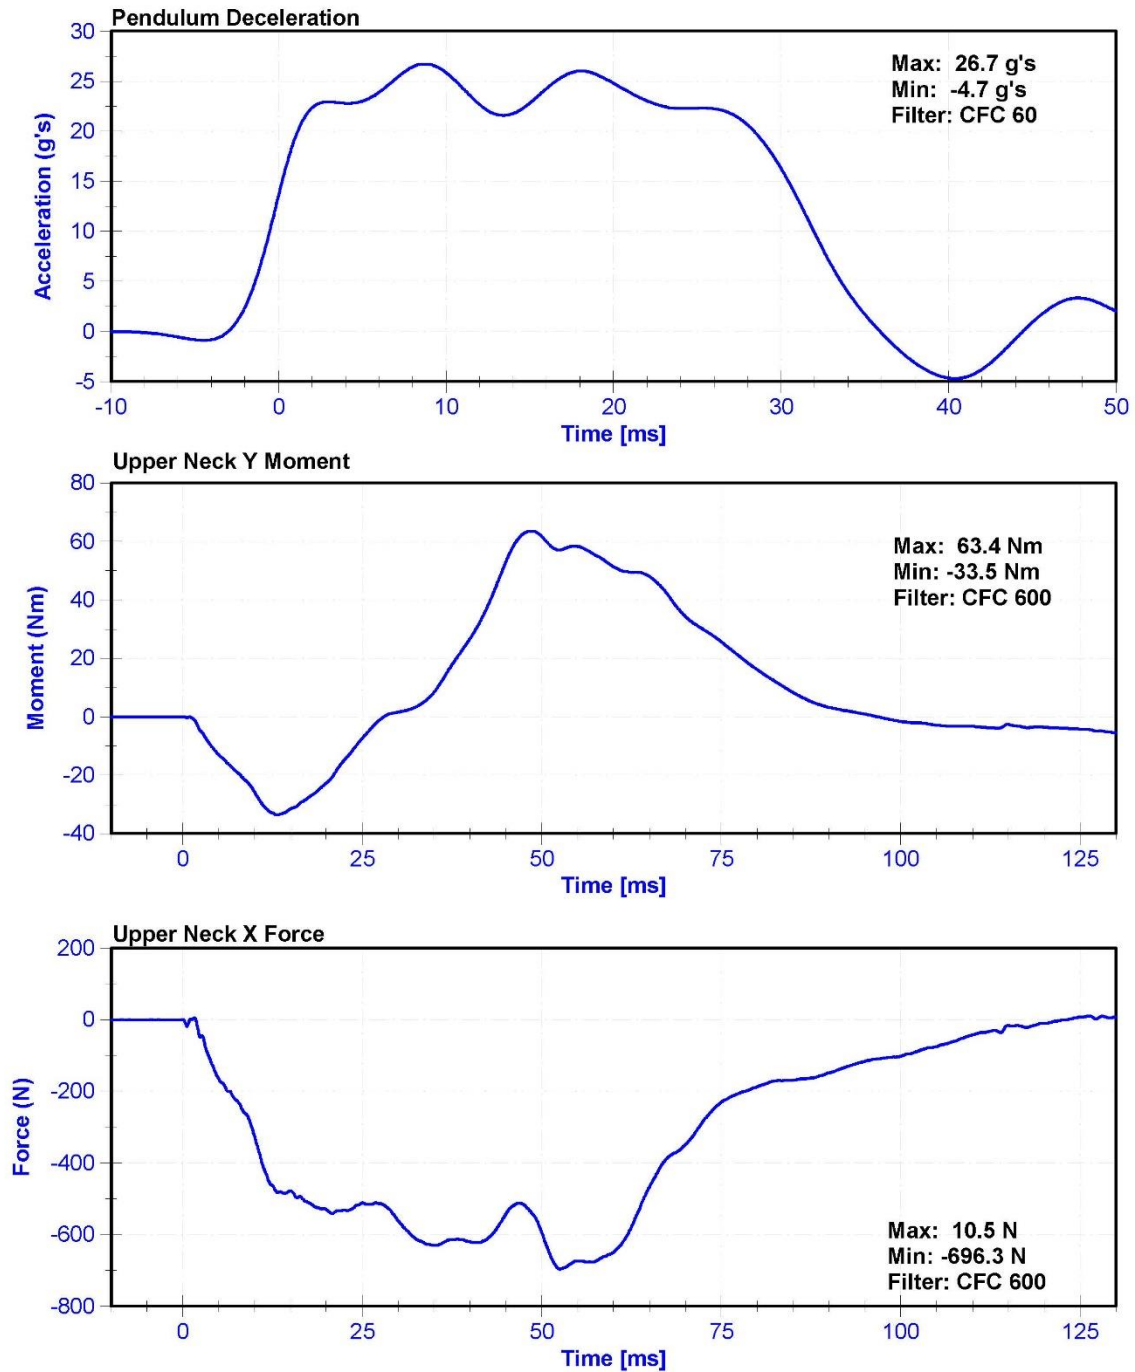 Pendulum Deceleration
30
25
20
15
10
5
0
-5
Acceleration (g's)
Max: 26.7 g's
Min: -4.7 g's
Filter: CFC 60
-10 0 10 20 30 40 50
Time [ms]
Upper Neck Y Moment
80
60
40
20
0
-20
-40
Moment (Nm)
Max: 63.4 Nm
Min: -33.5 Nm
Filter: CFC 600
0 25 50 75 100 125
Time [ms]
Upper Neck X Force
200
0
-200
-400
-600
-800
Force (N)
Max: 10.5 N
Min: -696.3 N
Filter: CFC 600
0 25 50 75 100 125
Time [ms]